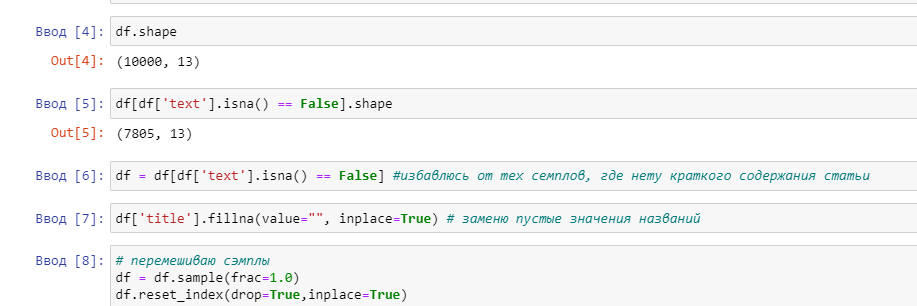 Ввод [4]: df.shape
Out[4]: (10000, 13)
Ввод [5]: df[df['text'].isna() == False].shape
Out[5]: (7805, 13)
Ввод [6]: df = df[df['text'].isna() == False] #избавлюсь от тех семплов, где нету краткого содержания статьи
Ввод [7]: df['title'].fillna(value="", inplace=True) # заменю пустые значения названий
Ввод [8]: # перемешиваю сэмплы
df = df.sample(frac=1.0)
df.reset_index(drop=True,inplace=True)